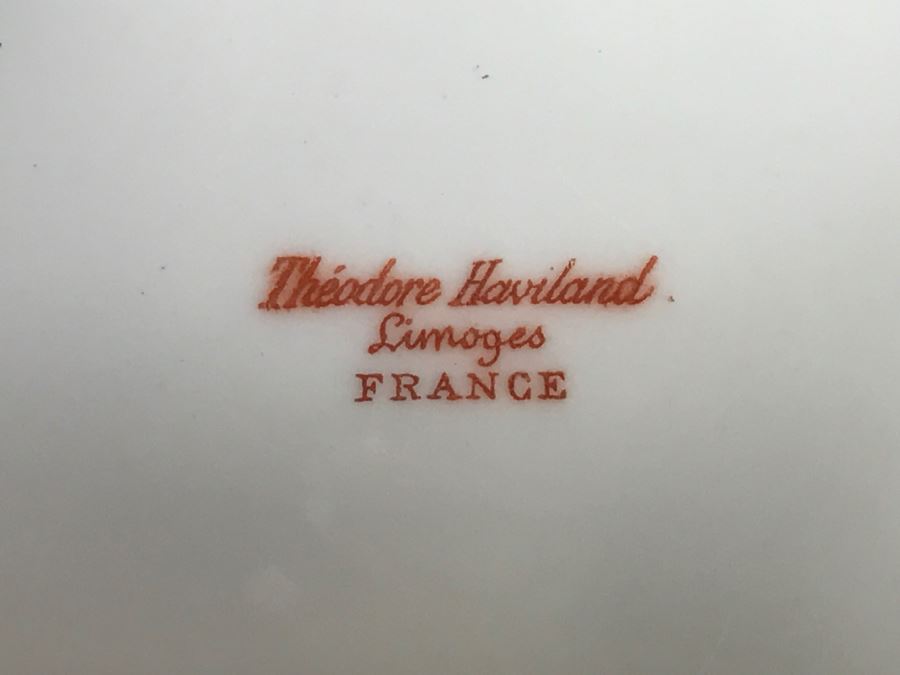 Théodore Haviland
Limoges
FRANCE